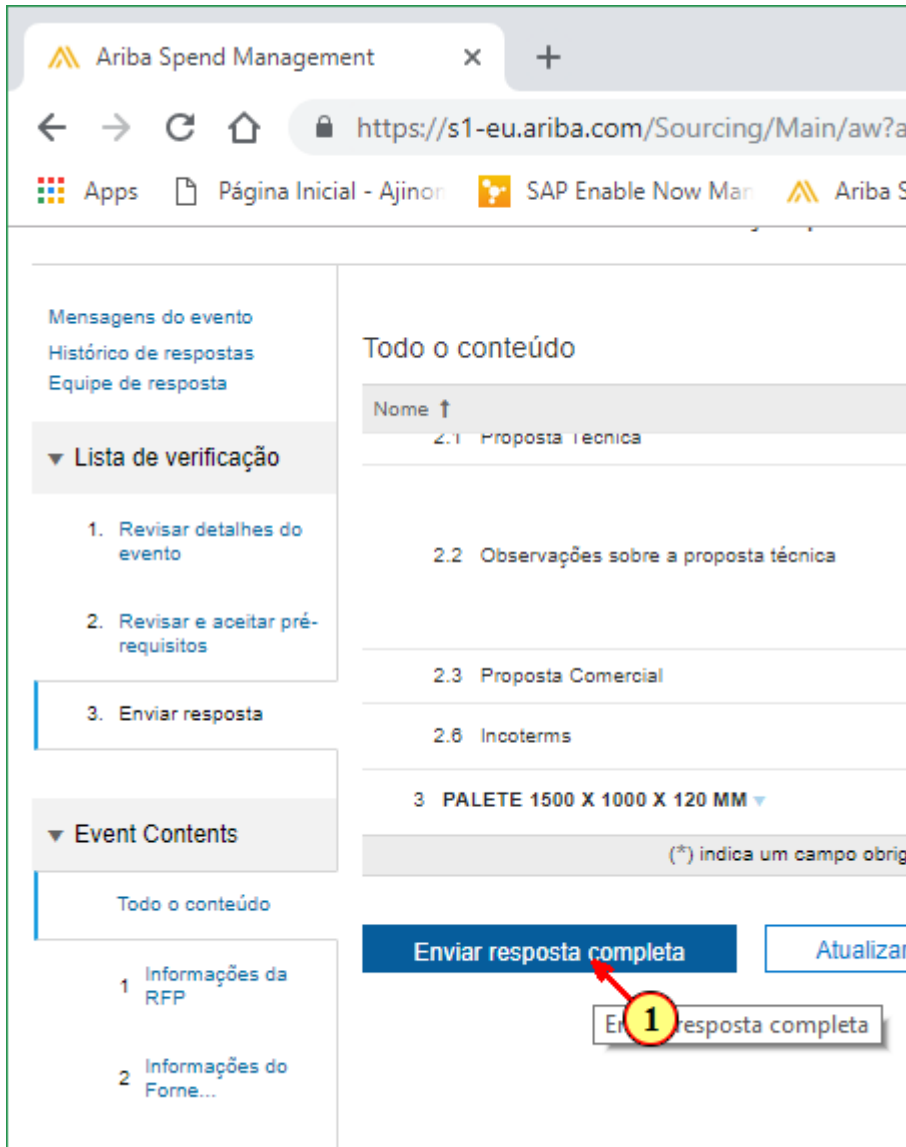 Ariba Spend Management
https://s1-eu.ariba.com/Sourcing/Main/aw?a
Apps Página Inicial - Ajinon SAP Enable Now Man Ariba S
Mensagens do evento
Histórico de respostas
Equipe de resposta
Lista de verificação
1. Revisar detalhes do
evento
2. Revisar e aceitar pré-
requisitos
3. Enviar resposta
Event Contents
Todo o conteúdo
1 Informações da
RFP
2 Informações do
Forne...
Todo o conteúdo
Nome ↑
2.1 Proposta Técnica
2.2 Observações sobre a proposta técnica
2.3 Proposta Comercial
2.6 Incoterms
3 PALETE 1500 X 1000 X 120 MM
(*) indica um campo obrig
Enviar resposta completa Atualizar
1
resposta completa